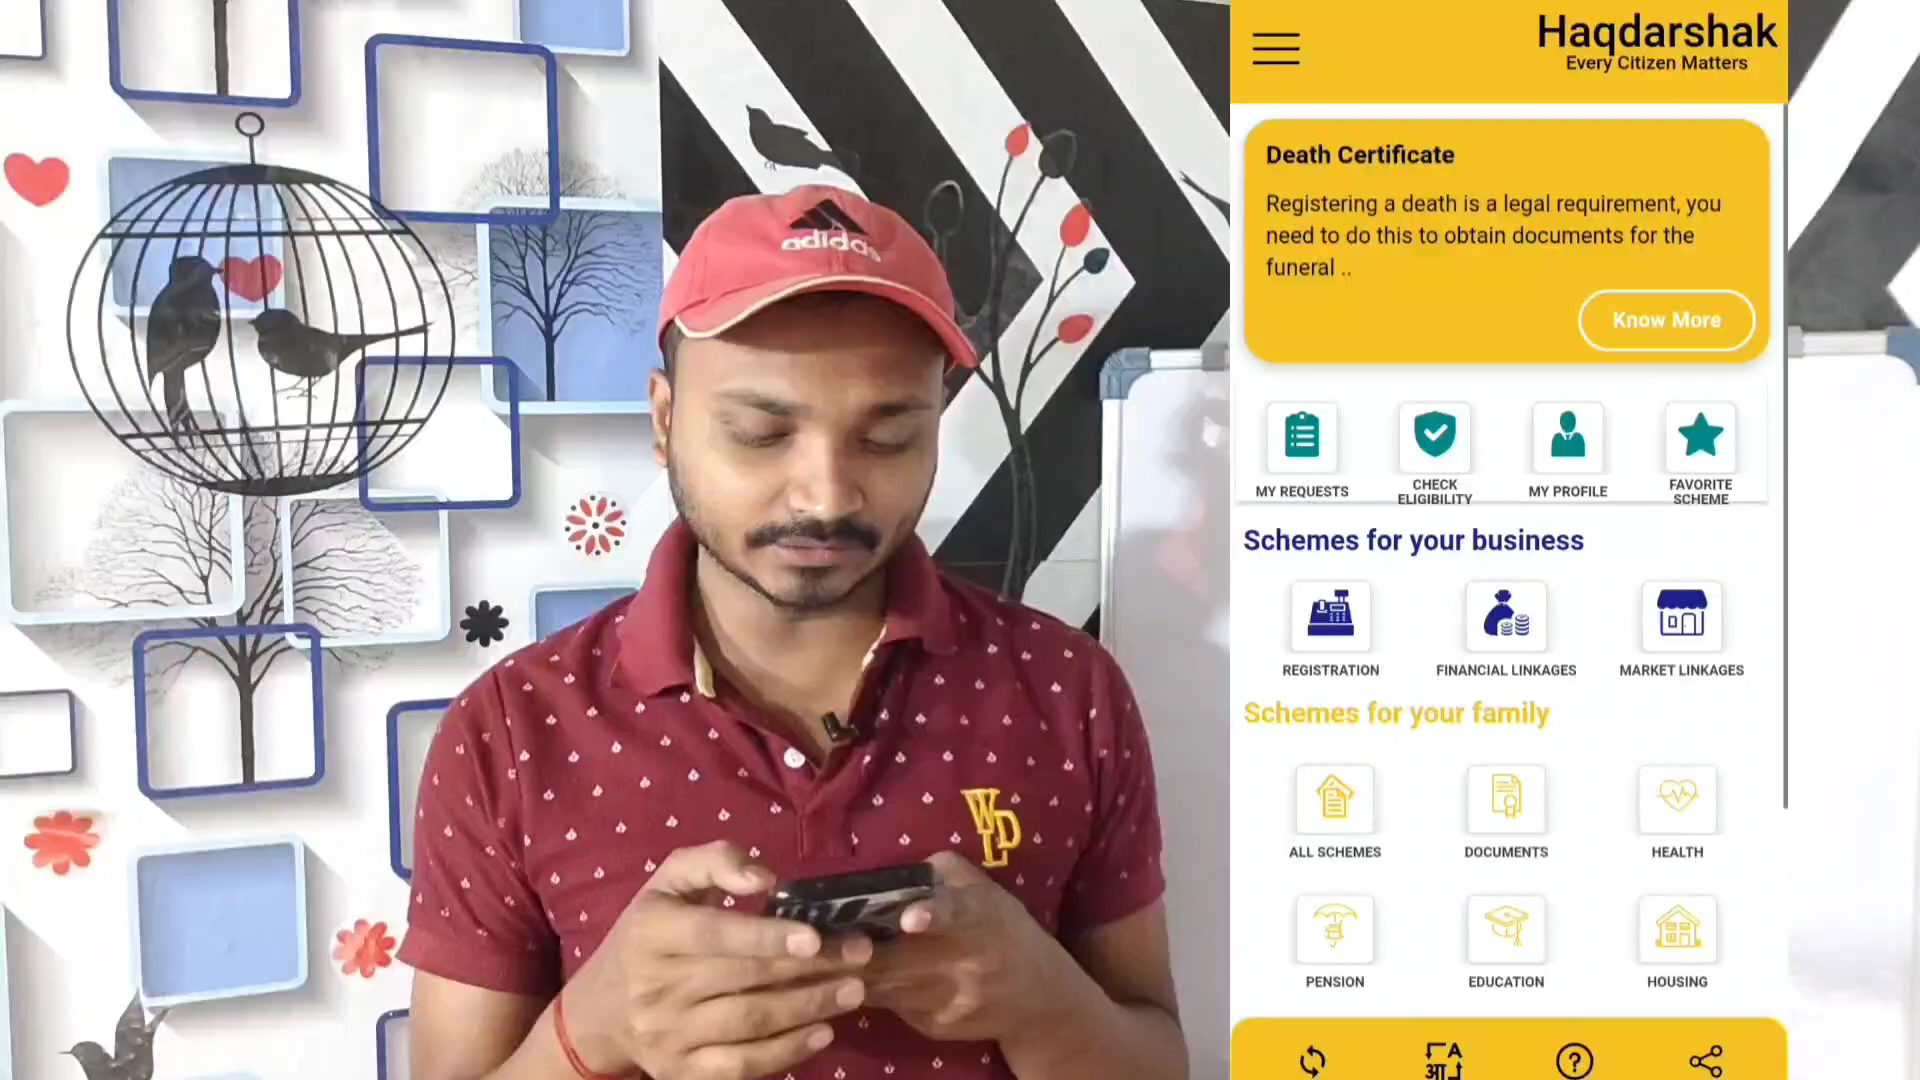 adidas
WLD
Haqdarshak
Every Citizen Matters
Death Certificate
Registering a death is a legal requirement, you
need to do this to obtain documents for the
funeral ..
Know More
MY REQUESTS
CHECK
ELIGIBILITY
MY PROFILE
FAVORITE
SCHEME
Schemes for your business
REGISTRATION
FINANCIAL LINKAGES
MARKET LINKAGES
Schemes for your family
ALL SCHEMES
DOCUMENTS
HEALTH
PENSION
EDUCATION
HOUSING
A
आ
?